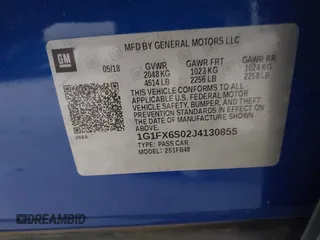 MFD BY GENERAL MOTORS LLC
GM
05/18
GVWR GAWR FRT GAWR RR
2048 KG 1023 KG 1024 KG
4514 LB 2256 LB 2258 LB
THIS VEHICLE CONFORMS TO ALL
APPLICABLE U.S. FEDERAL MOTOR
VEHICLE SAFETY, BUMPER, AND THEFT
PREVENTION STANDARDS IN EFFECT ON
THE DATE OF MANUFACTURE SHOWN ABOVE.
1G1FX6S02J4130855
TYPE: PASS CAR
MODEL: 2S1FB48
DREAMBID